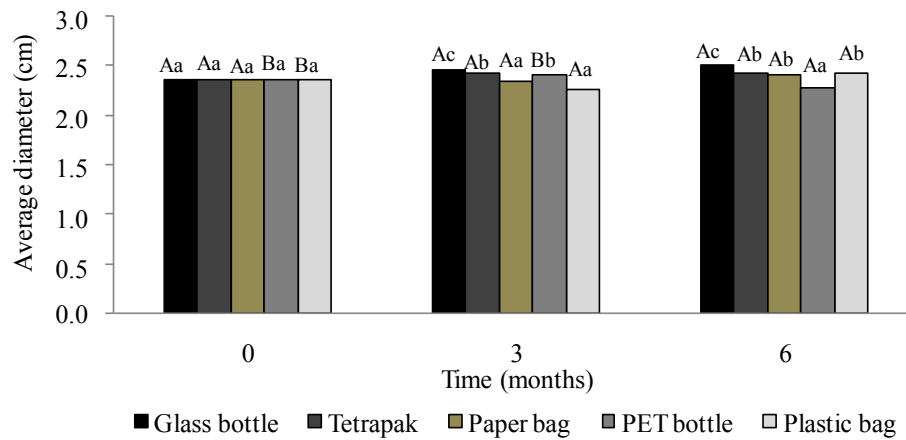 Average diameter (cm)
3.0
2.5
2.0
1.5
1.0
0.5
0.0
Aa Aa Aa Ba Ba
Ac Ab Aa Bb Aa
Ac Ab Ab Aa Ab
0 3 6
Time (months)
Glass bottle Tetrapak Paper bag PET bottle Plastic bag